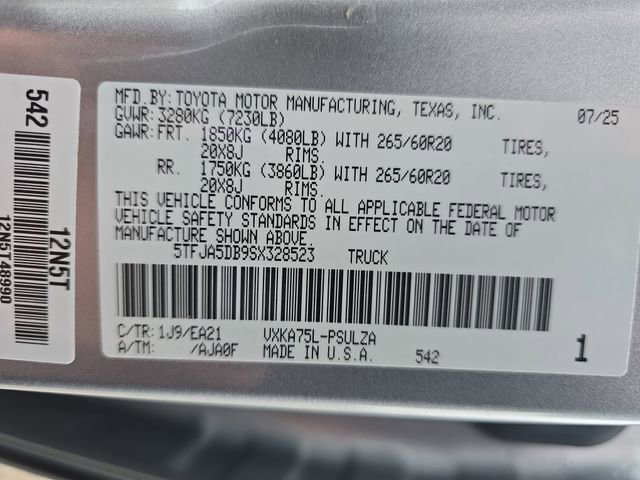 MFD.BY:TOYOTA MOTOR MANUFACTURING, TEXAS, INC. 07/25
GVWR:3280KG (7230LB)
GAWR:FRT. 1850KG (4080LB) WITH 265/60R20 TIRES,
20X8J RIMS.
RR. 1750KG (3860LB) WITH 265/60R20 TIRES,
20X8J RIMS.
THIS VEHICLE CONFORMS TO ALL APPLICABLE FEDERAL MOTOR
VEHICLE SAFETY STANDARDS IN EFFECT ON THE DATE OF
MANUFACTURE SHOWN ABOVE.
5TFJA5DB9SX328523 TRUCK
C/TR:1J9/EA21 VXKA75L-PSULZA
A/TM: /AJA0F MADE IN U.S.A. 542 1
542
12N5T
12N5T48990